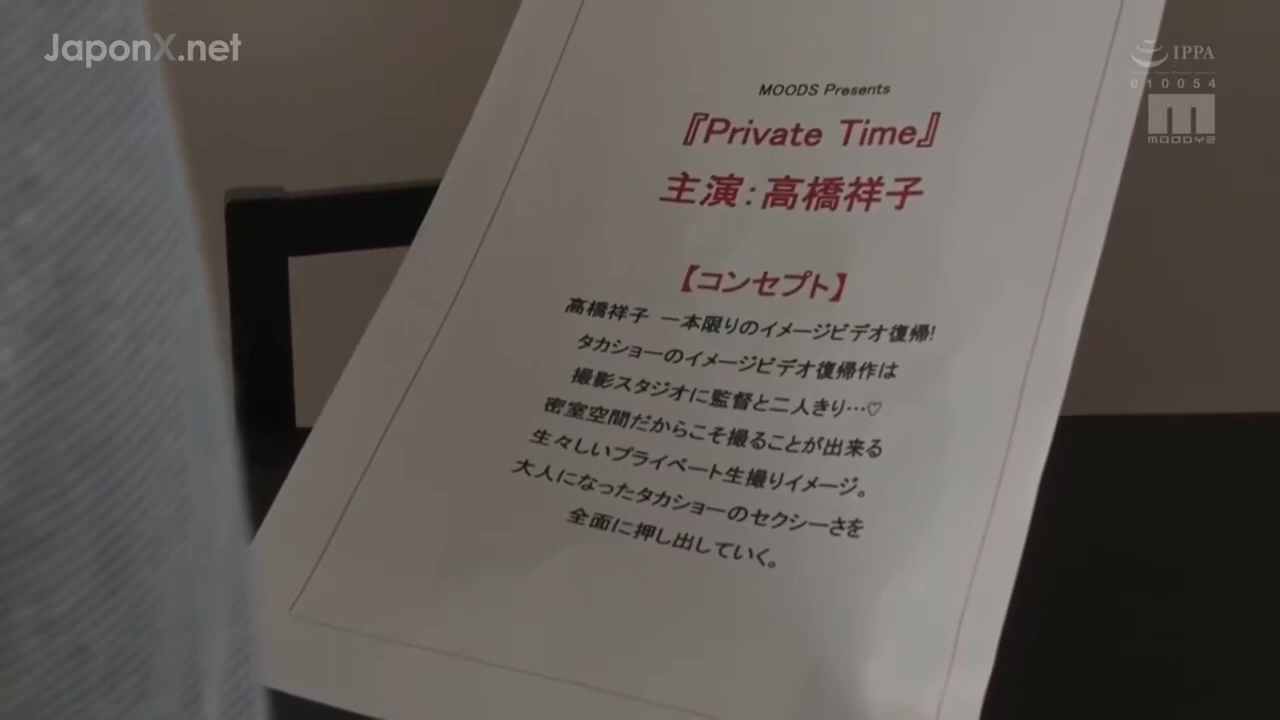 JaponX.net
IPPA
010054
MOODYZ
MOODS Presents
『Private Time』
主演:高橋祥子
【コンセプト】
高橋祥子 一本限りのイメージビデオ復帰!
タカショーのイメージビデオ復帰作は
撮影スタジオに監督と二人きり…♡
密室空間だからこそ撮ることが出来る
生々しいプライベート生撮りイメージ。
大人になったタカショーのセクシーさを
全面に押し出していく。